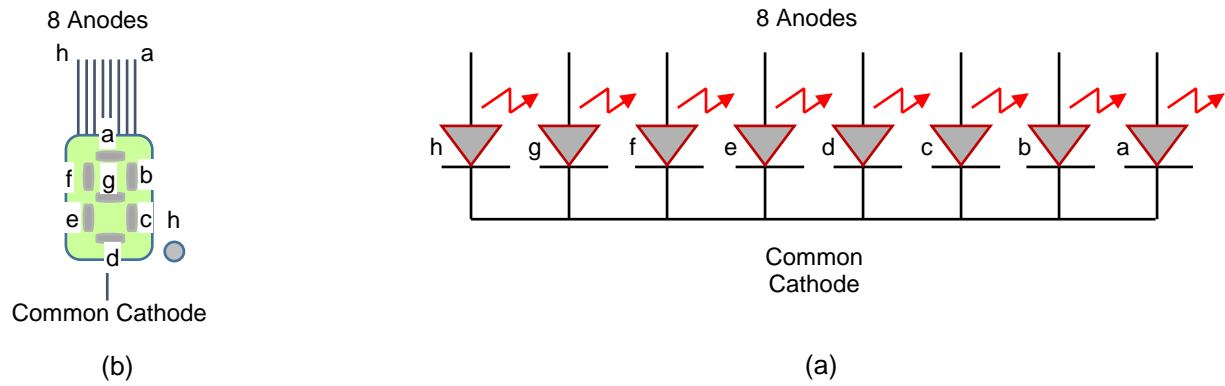 8 Anodes
h a
a
f g b
e c h
d
Common Cathode
(b)
8 Anodes
h g f e d c b a
Common
Cathode
(a)